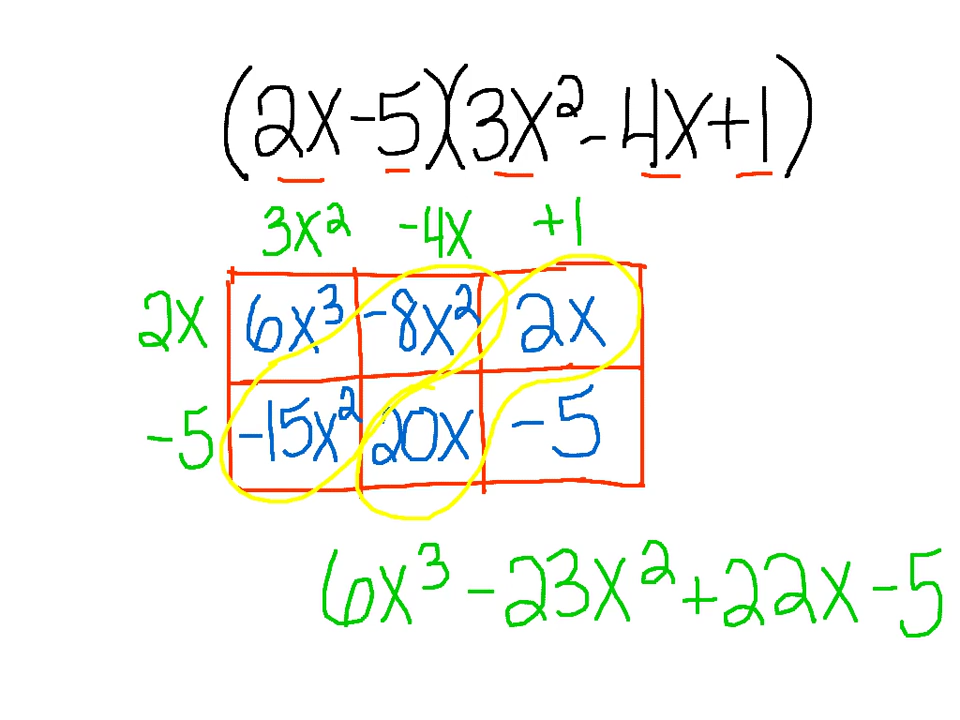 (2x-5)(3x²-4x+1)
3x² -4x +1
2x 6x³ -8x² 2x
-5 -15x² 20x -5
6x³-23x²+22x-5